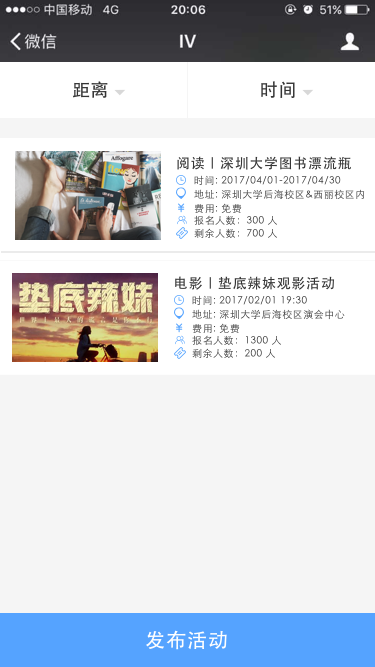 中国移动 4G 20:06 51%
微信 IV
距离 时间
阅读丨深圳大学图书漂流瓶
时间: 2017/04/01-2017/04/30
地址: 深圳大学后海校区&西丽校区内
费用: 免费
报名人数: 300 人
剩余人数: 700 人
Affogato
垫底辣妹
电影丨垫底辣妹观影活动
时间: 2017/02/01 19:30
地址: 深圳大学后海校区演会中心
费用: 免费
报名人数: 1300 人
剩余人数: 200 人
发布活动